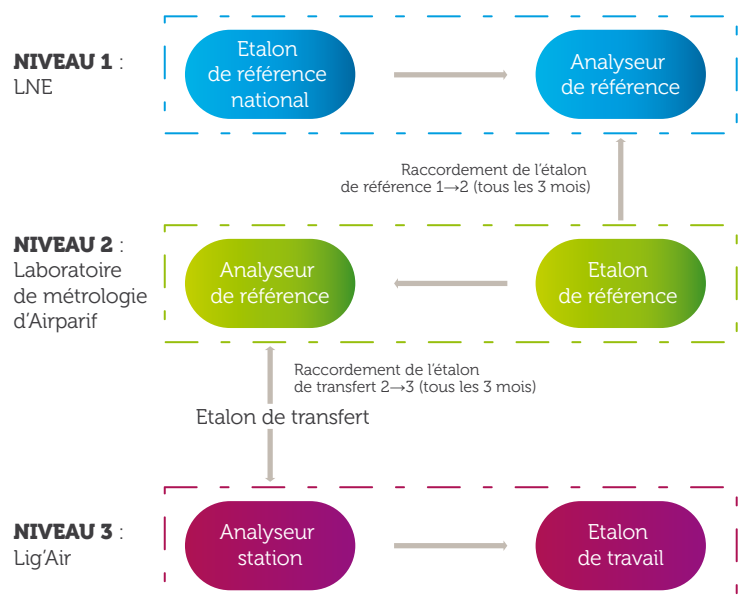 NIVEAU 1 :
LNE
Etalon
de référence
national
Analyseur
de référence
Raccordement de l'étalon
de référence 1→2 (tous les 3 mois)
NIVEAU 2 :
Laboratoire
de métrologie
d'Airparif
Analyseur
de référence
Etalon
de référence
Raccordement de l'étalon
de transfert 2→3 (tous les 3 mois)
Etalon de transfert
NIVEAU 3 :
Lig'Air
Analyseur
station
Etalon
de travail